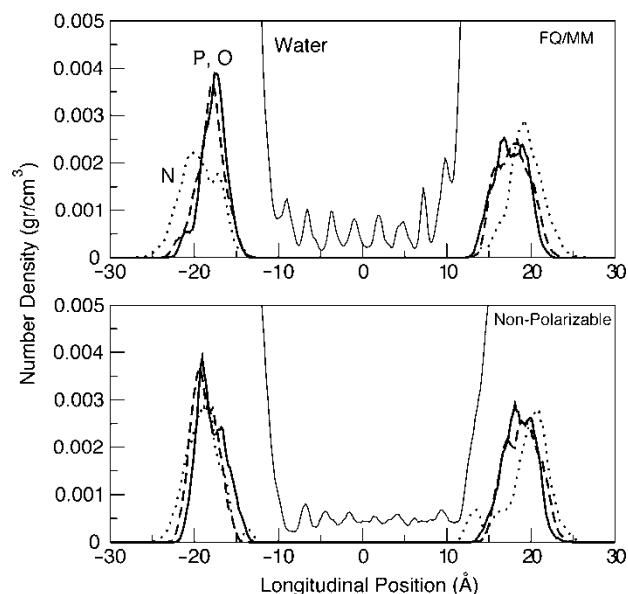 0.005
0.004
0.003
0.002
0.001
0
Water
FQ/MM
P, O
N
−30 −20 −10 0 10 20 30
Number Density (gr/cm³)
0.005
0.004
0.003
0.002
0.001
0
Non-Polarizable
−30 −20 −10 0 10 20 30
Longitudinal Position (Å)